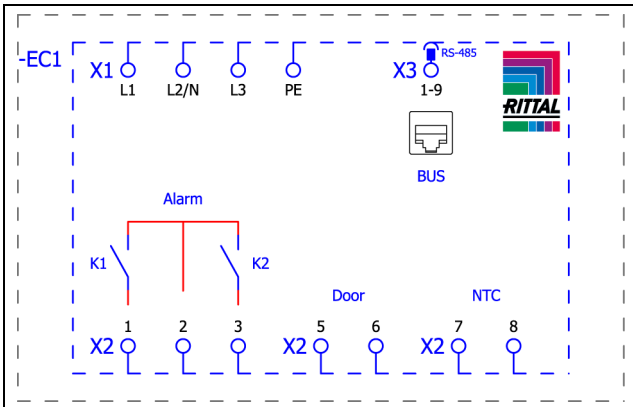 -EC1
X1 X3 RS-485
L1 L2/N L3 PE 1-9
RITTAL
BUS
Alarm
K1 K2
Door NTC
1 2 3 5 6 7 8
X2 X2 X2